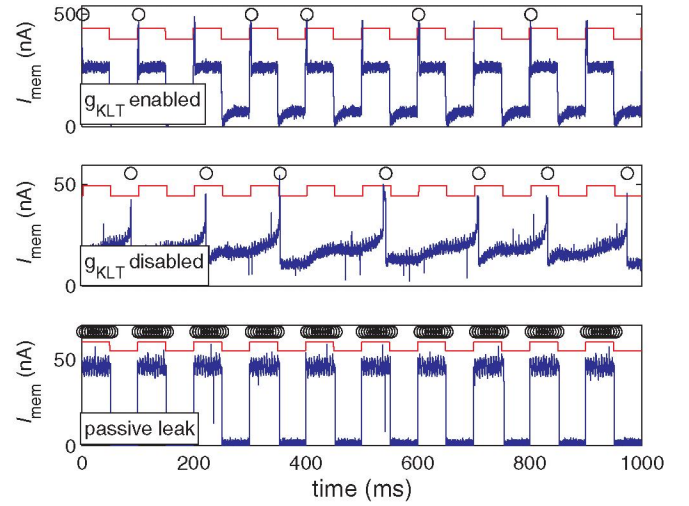 50
I_mem (nA)
g_KLT enabled
0
50
I_mem (nA)
g_KLT disabled
0
50
I_mem (nA)
passive leak
0
0 200 400 600 800 1000
time (ms)